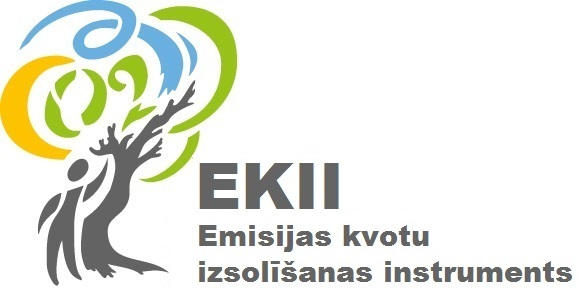 EKII
Emisijas kvotu
izsolīšanas instruments